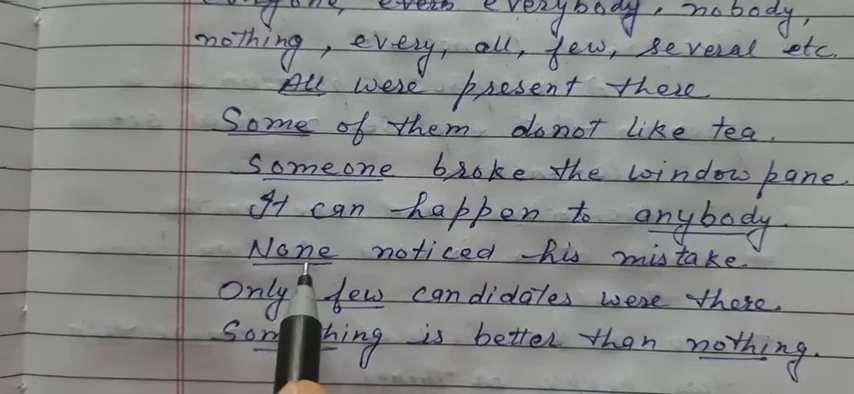 everybody, nobody,
nothing, every, all, few, several etc.
All were present there.
Some of them donot like tea.
Someone broke the window pane.
It can happen to anybody.
None noticed his mistake.
Only few candidates were there.
Something is better than nothing.